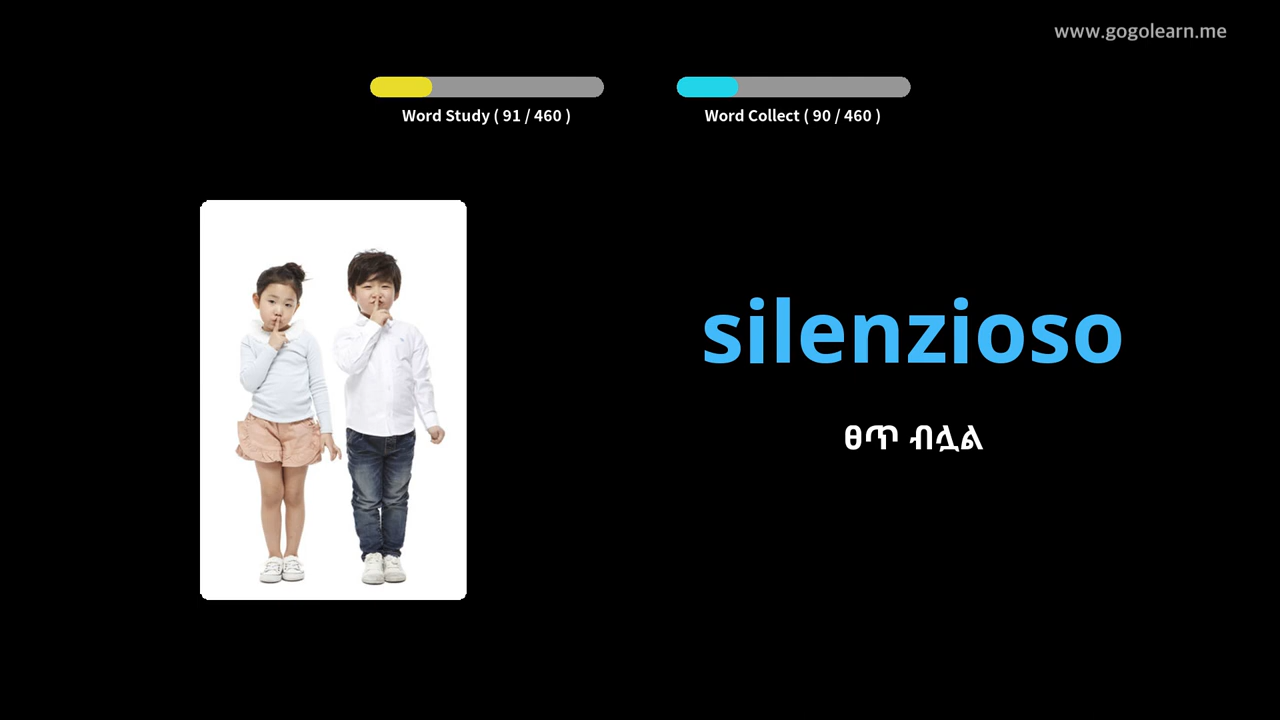 www.gogolearn.me
Word Study ( 91 / 460 )
Word Collect ( 90 / 460 )
silenzioso
ፀጥ ብሏል